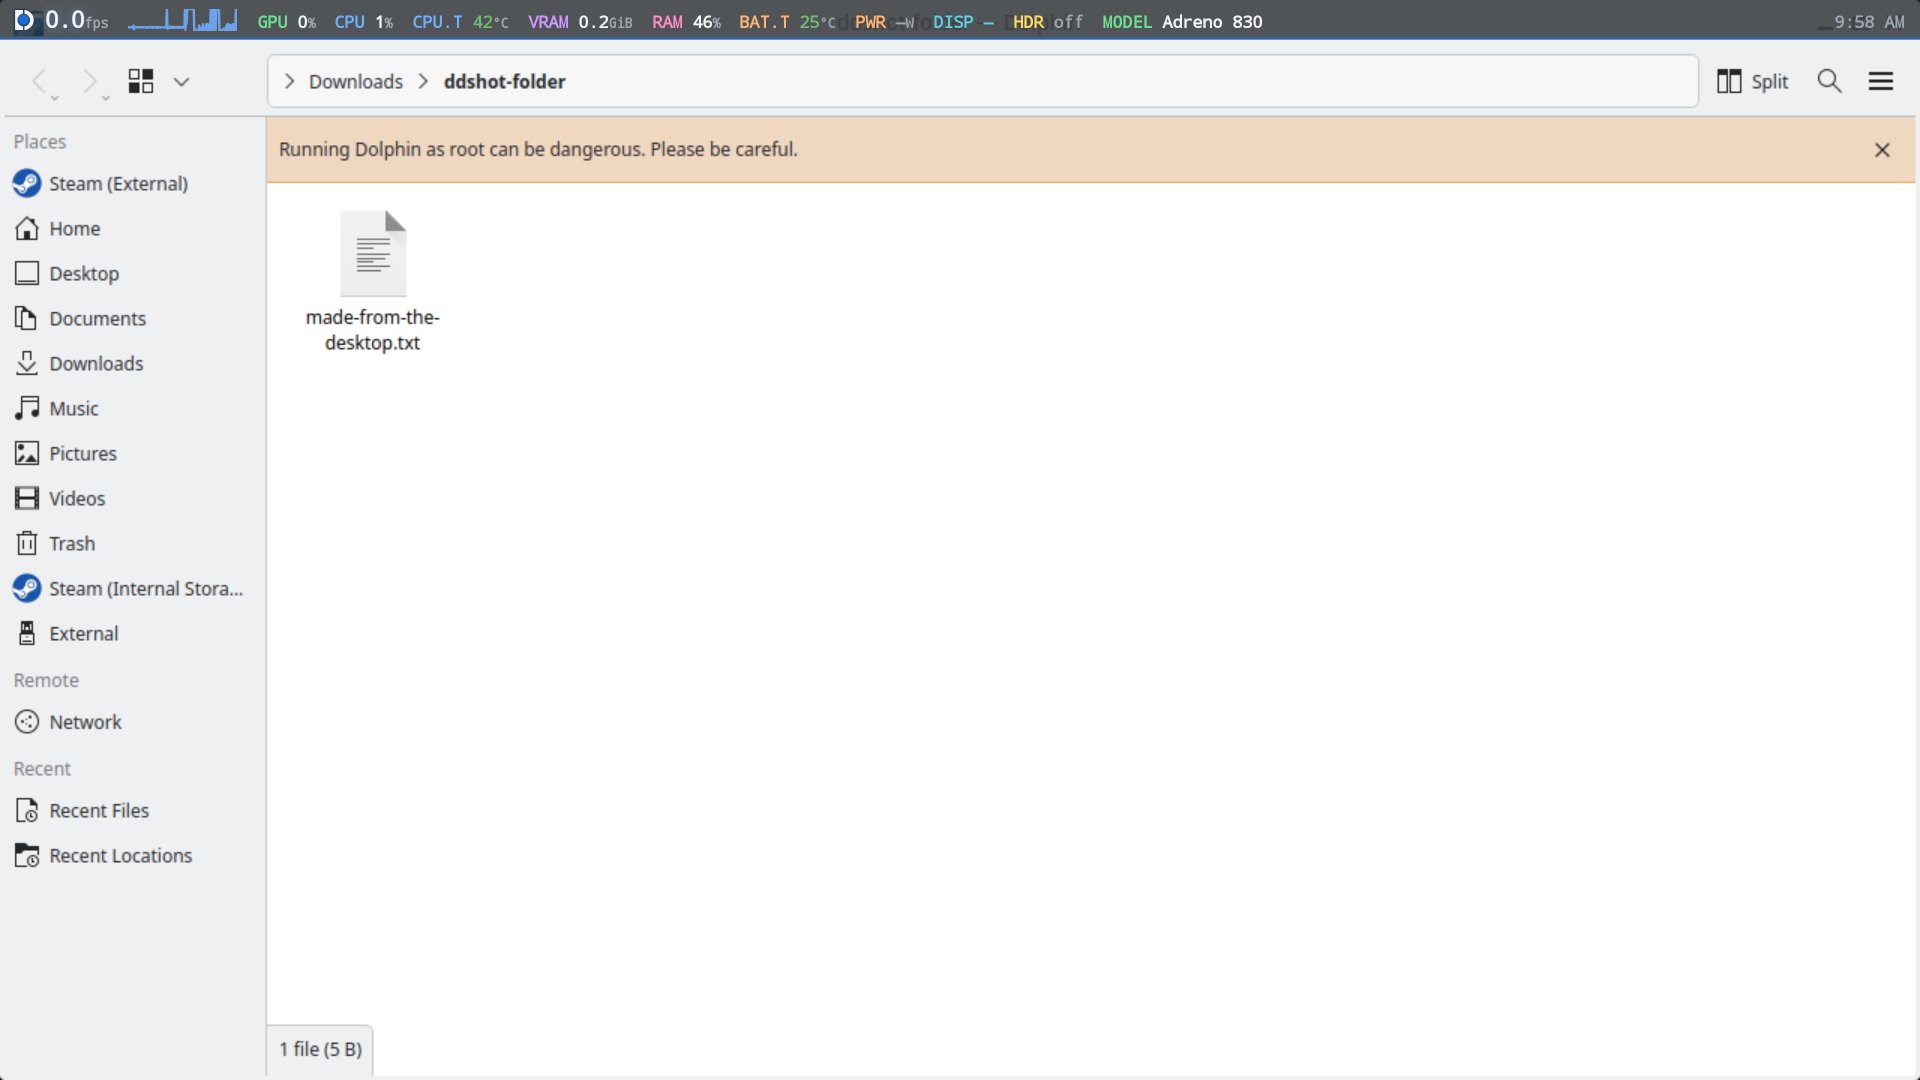 0.0fps GPU 0% CPU 1% CPU.T 42°C VRAM 0.2GiB RAM 46% BAT.T 25°C PWR —W DISP — HDR off MODEL Adreno 830 9:58 AM
Downloads ddshot-folder Split
Places
Steam (External)
Home
Desktop
Documents
Downloads
Music
Pictures
Videos
Trash
Steam (Internal Stora...
External
Remote
Network
Recent
Recent Files
Recent Locations
Running Dolphin as root can be dangerous. Please be careful.
made-from-the-
desktop.txt
1 file (5 B)